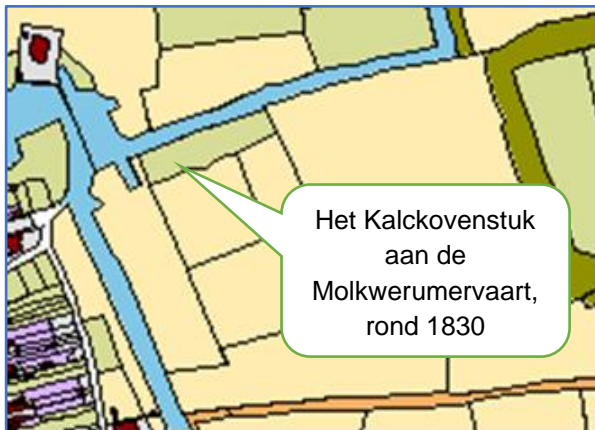 Het Kalckovenstuk
aan de
Molkwerumervaart,
rond 1830